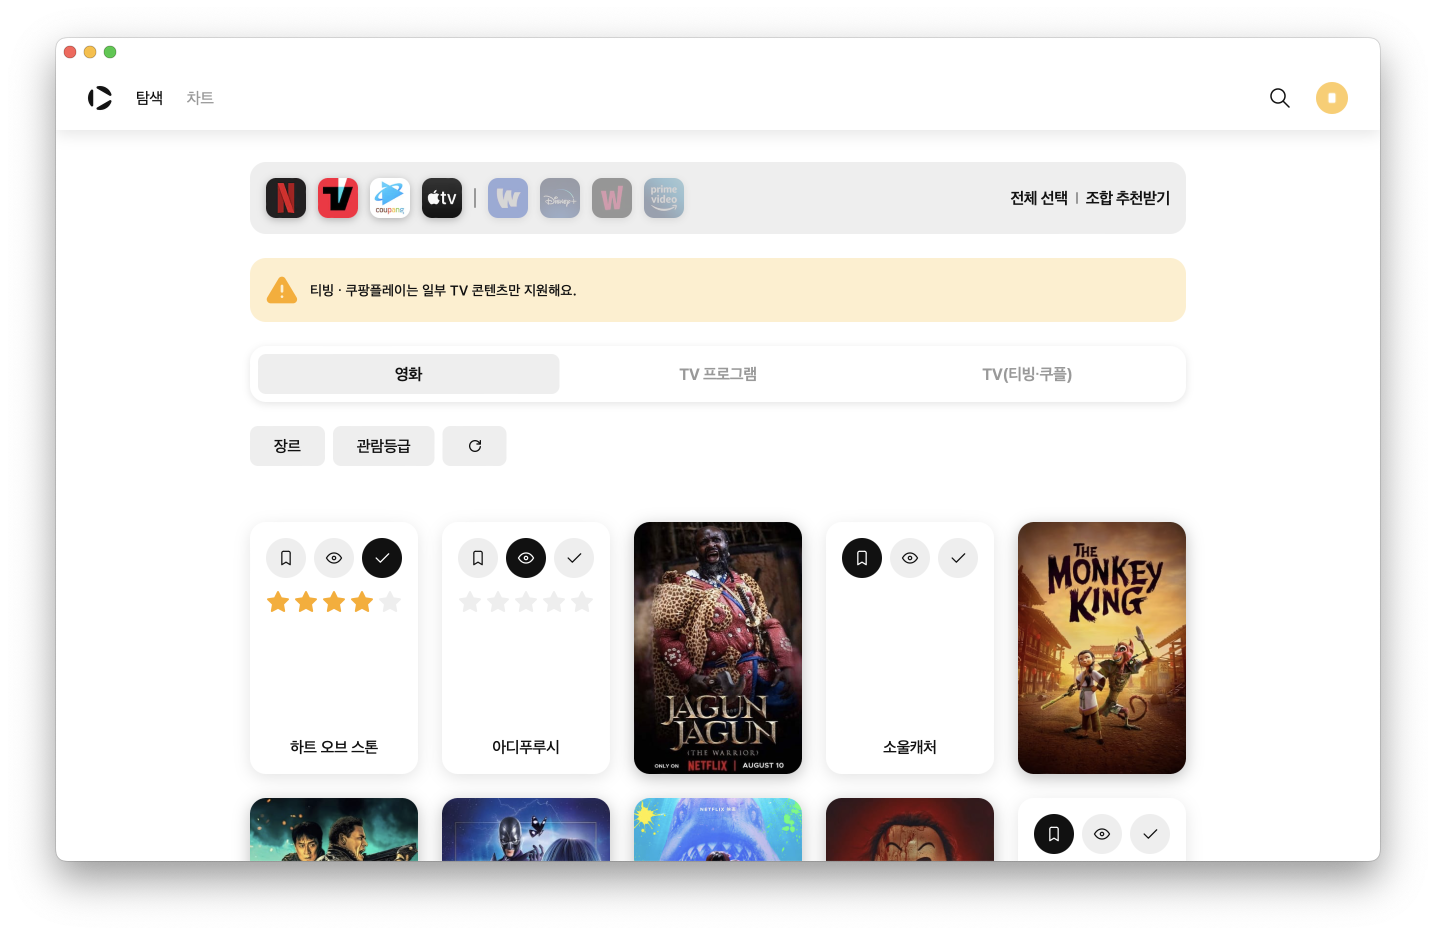 탐색
차트
N
TV
coupang
tv
W
Disney+
W
prime
video
전체 선택 | 조합 추천받기
티빙 · 쿠팡플레이는 일부 TV 콘텐츠만 지원해요.
영화
TV 프로그램
TV(티빙·쿠플)
장르
관람등급
JAGUN
JAGUN
(THE WARRIOR)
ONLY ON NETFLIX | AUGUST 10
THE
MONKEY
KING
하트 오브 스톤
아디푸루시
소울캐처